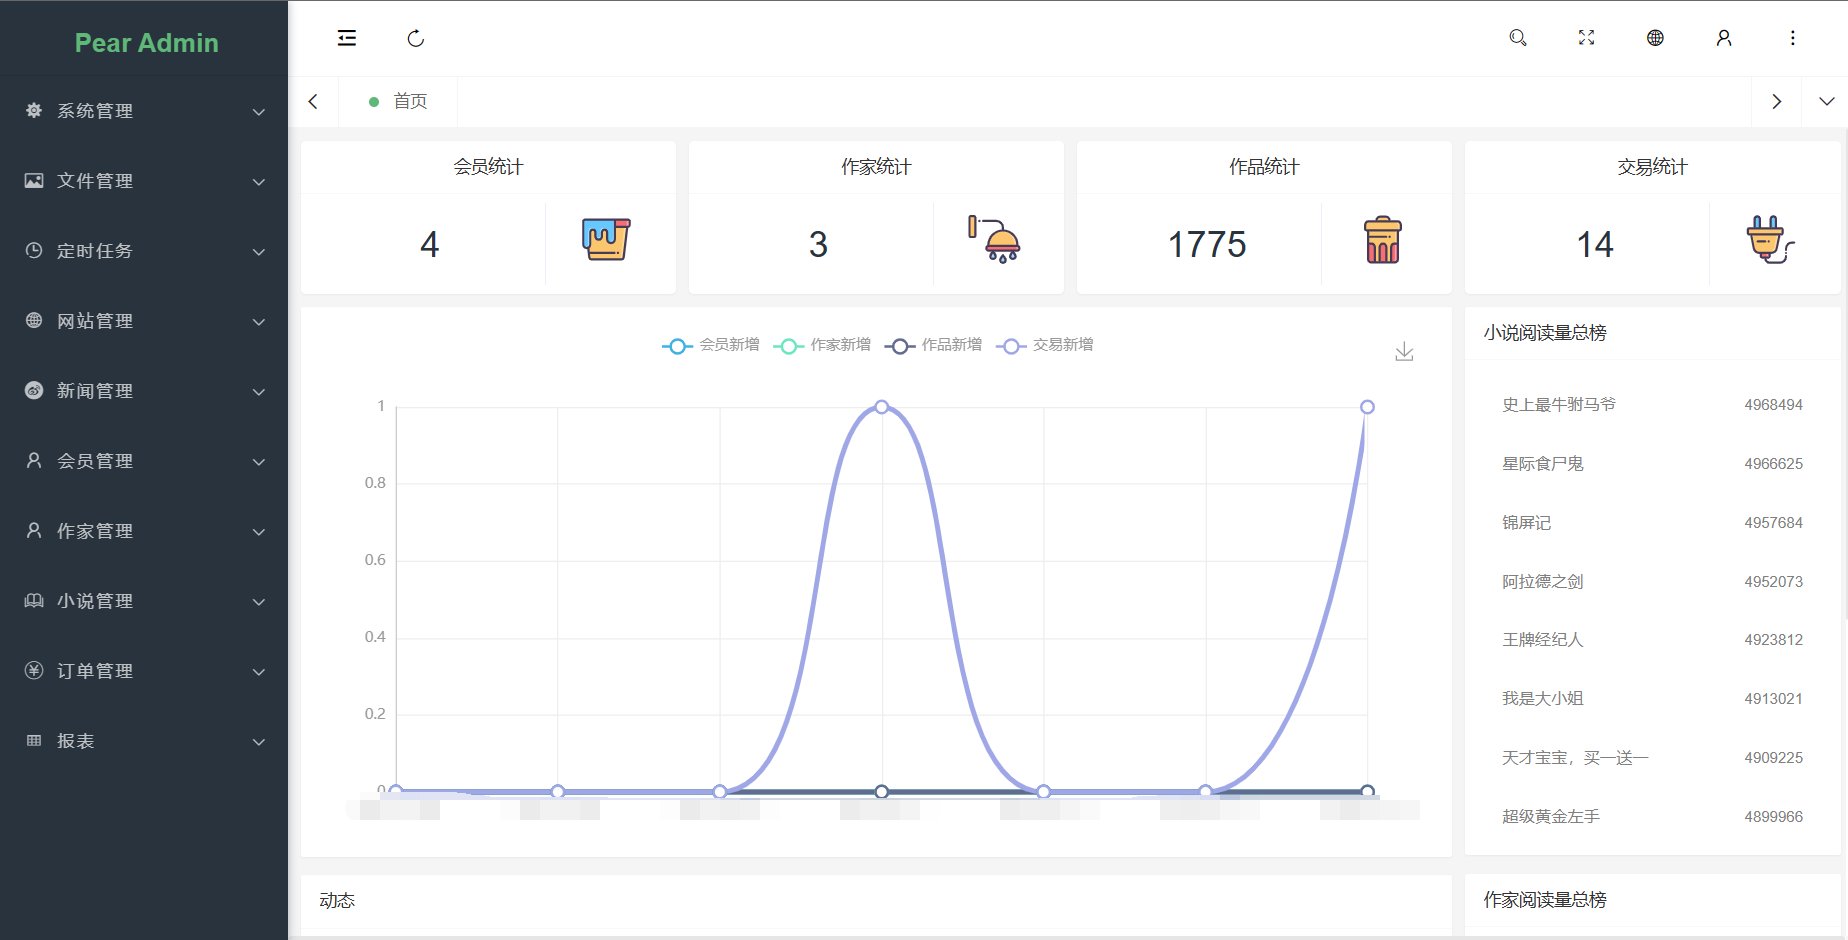 Pear Admin
系统管理
文件管理
定时任务
网站管理
新闻管理
会员管理
作家管理
小说管理
订单管理
报表
首页
会员统计
4
作家统计
3
作品统计
1775
交易统计
14
会员新增 作家新增 作品新增 交易新增
1
0.8
0.6
0.4
0.2
0
小说阅读量总榜
史上最牛驸马爷 4968494
星际食尸鬼 4966625
锦屏记 4957684
阿拉德之剑 4952073
王牌经纪人 4923812
我是大小姐 4913021
天才宝宝，买一送一 4909225
超级黄金左手 4899966
动态
作家阅读量总榜